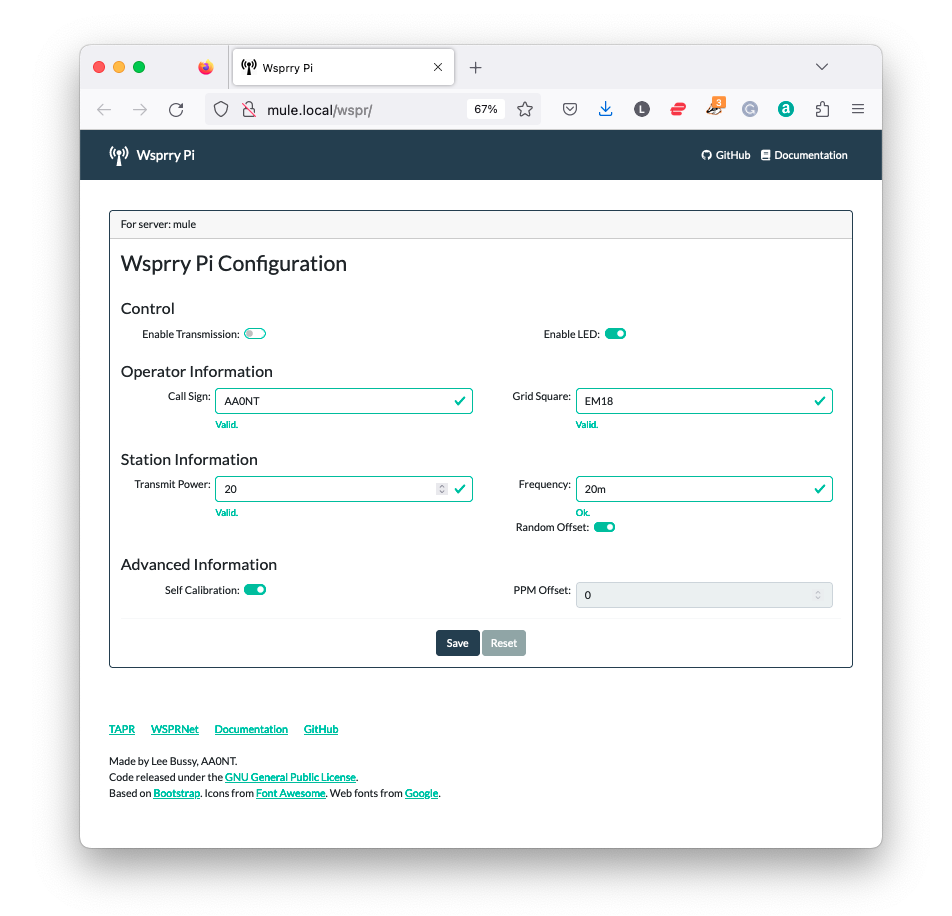 Wsprry Pi
mule.local/wspr/ 67% L 3 G a
Wsprry Pi GitHub Documentation
For server: mule
Wsprry Pi Configuration
Control
Enable Transmission: Enable LED:
Operator Information
Call Sign: AA0NT Grid Square: EM18
Valid. Valid.
Station Information
Transmit Power: 20 Frequency: 20m
Valid. Ok.
Random Offset:
Advanced Information
Self Calibration: PPM Offset: 0
Save Reset
TAPR WSPRNet Documentation GitHub
Made by Lee Bussy, AA0NT.
Code released under the GNU General Public License.
Based on Bootstrap. Icons from Font Awesome. Web fonts from Google.